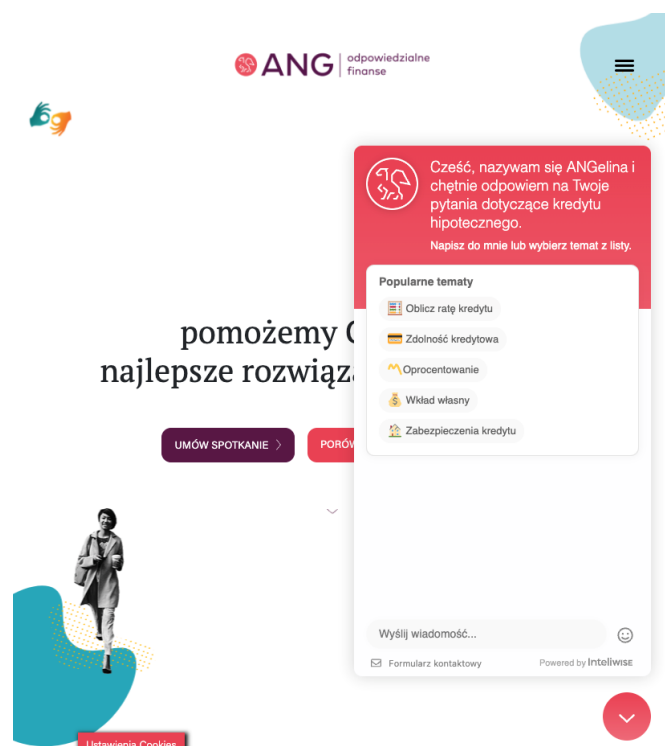 ANG odpowiedzialne
finanse
Cześć, nazywam się ANGelina i
chętnie odpowiem na Twoje
pytania dotyczące kredytu
hipotecznego.
Napisz do mnie lub wybierz temat z listy.
Popularne tematy
Oblicz ratę kredytu
Zdolność kredytowa
Oprocentowanie
Wkład własny
Zabezpieczenia kredytu
pomożemy
najlepsze
UMÓW SPOTKANIE
Wyślij wiadomość...
Formularz kontaktowy
Powered by InteliWISE
Ustawienia Cookies